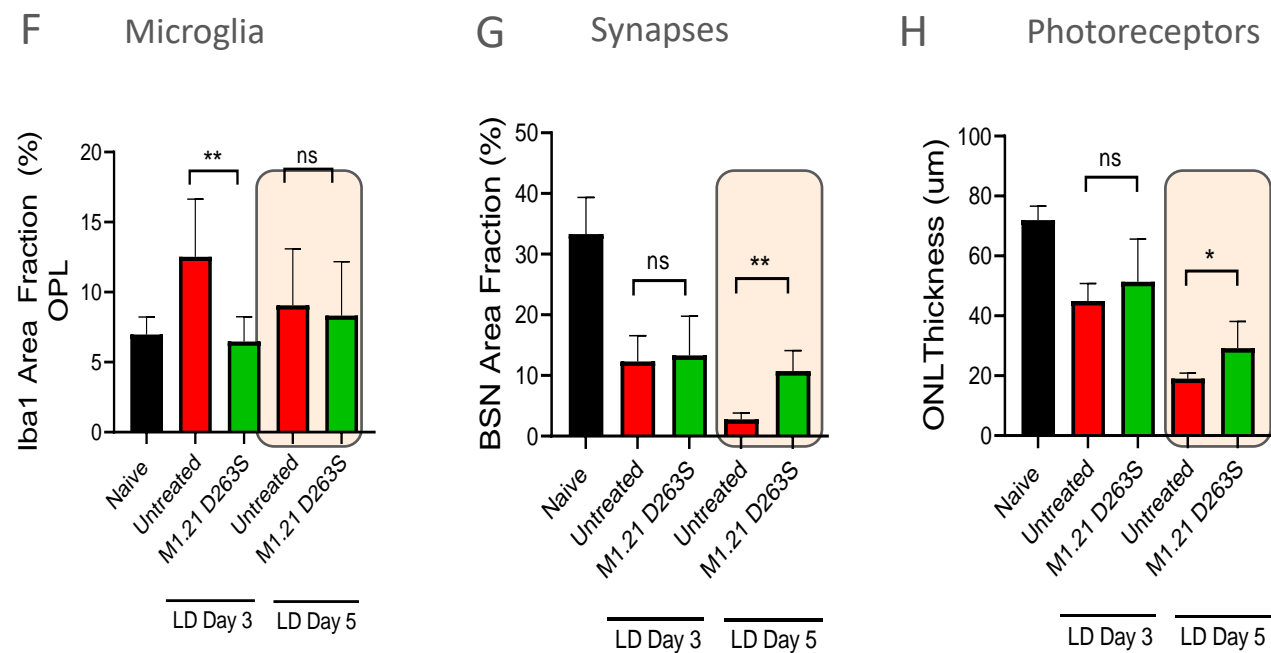 F Microglia
Iba1 Area Fraction (%)
OPL
20
15
10
5
0
**
ns
Naive
Untreated
M1.21 D263S
Untreated
M1.21 D263S
LD Day 3
LD Day 5
G Synapses
BSN Area Fraction (%)
50
40
30
20
10
0
ns
**
Naive
Untreated
M1.21 D263S
Untreated
M1.21 D263S
LD Day 3
LD Day 5
H Photoreceptors
ONLThickness (um)
100
80
60
40
20
0
ns
*
Naive
Untreated
M1.21 D263S
Untreated
M1.21 D263S
LD Day 3
LD Day 5